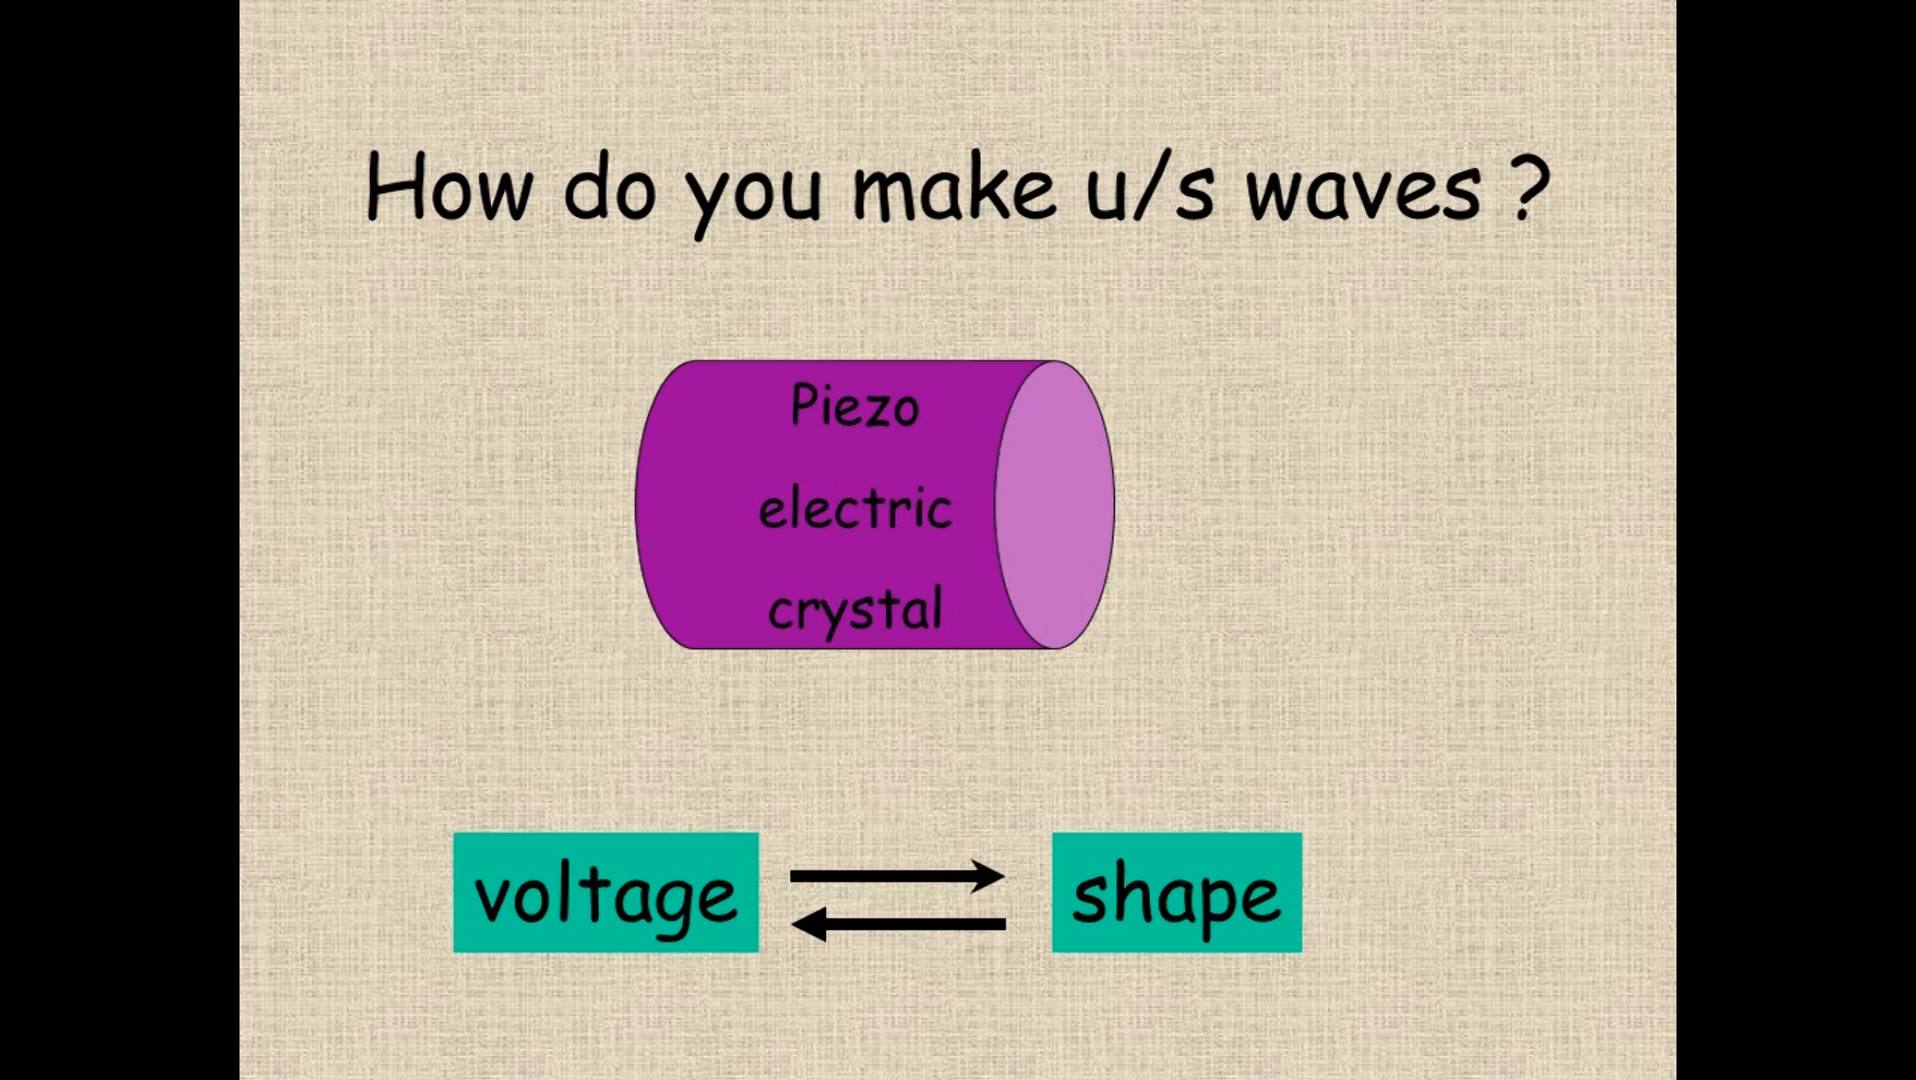 How do you make u/s waves ?
Piezo
electric
crystal
voltage
shape